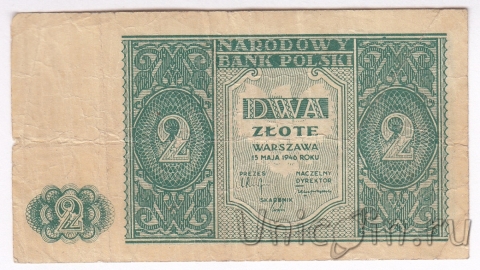 NARODOWY
BANK POLSKI
2
DWA
2
ZŁOTE
WARSZAWA
15 MAJA 1946 ROKU
PREZES
NACZELNY
DYREKTOR
SKARBNIK
2